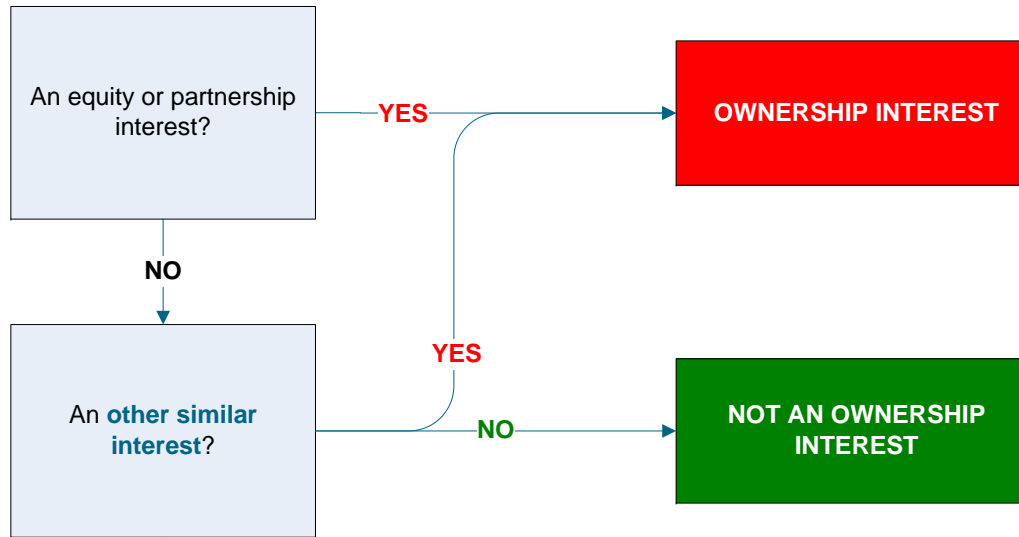 An equity or partnership
interest?
YES
OWNERSHIP INTEREST
NO
An other similar
interest?
YES
NO
NOT AN OWNERSHIP
INTEREST